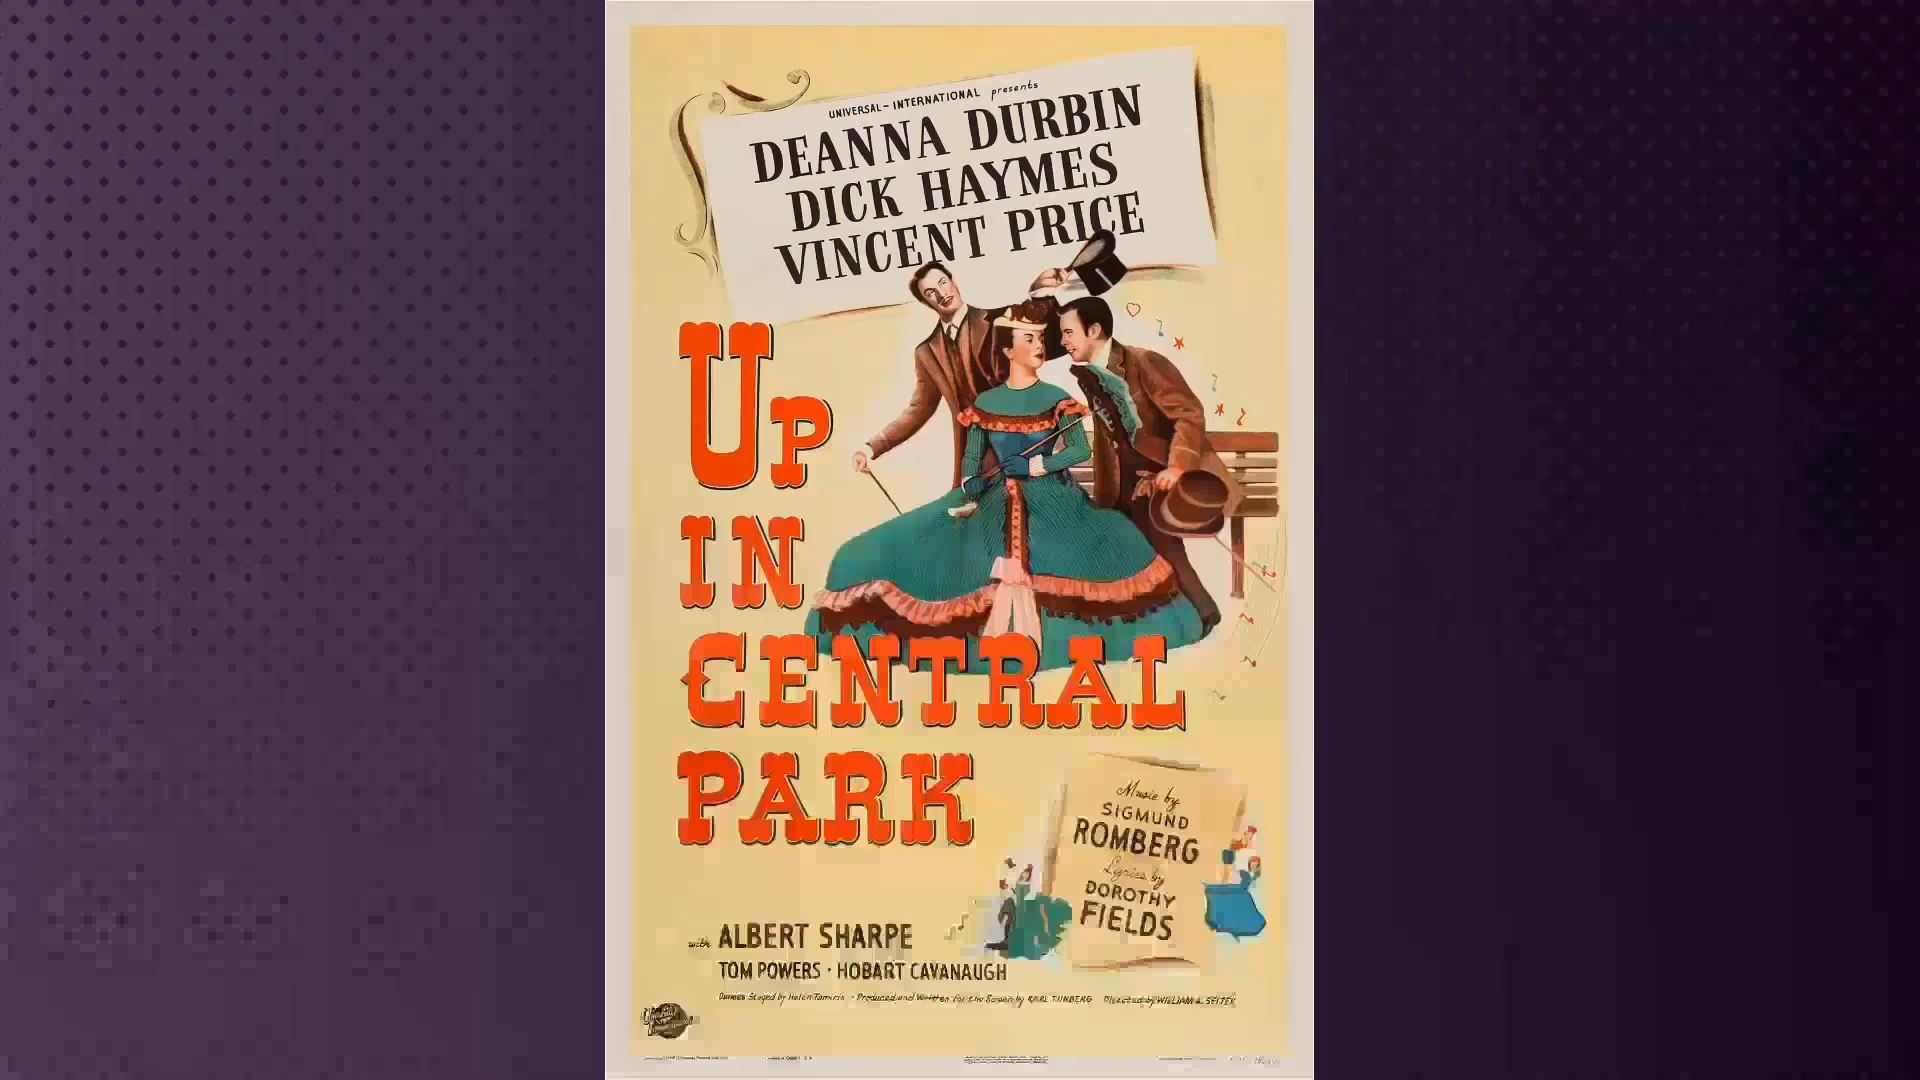 UNIVERSAL-INTERNATIONAL presents
DEANNA DURBIN
DICK HAYMES
VINCENT PRICE
UP
IN
CENTRAL
PARK
Music by
SIGMUND
ROMBERG
Lyrics by
DOROTHY
FIELDS
with ALBERT SHARPE
TOM POWERS · HOBART CAVANAUGH
Dances Staged by Helen Tamiris · Produced and Written for the Screen by KARL TUNBERG Directed by WILLIAM A. SEITER